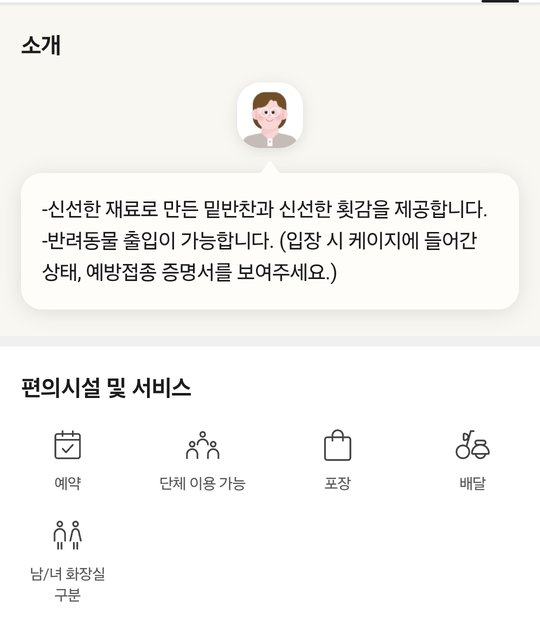 소개
-신선한 재료로 만든 밑반찬과 신선한 횟감을 제공합니다.
-반려동물 출입이 가능합니다. (입장 시 케이지에 들어간
상태, 예방접종 증명서를 보여주세요.)
편의시설 및 서비스
예약
단체 이용 가능
포장
배달
남/녀 화장실
구분